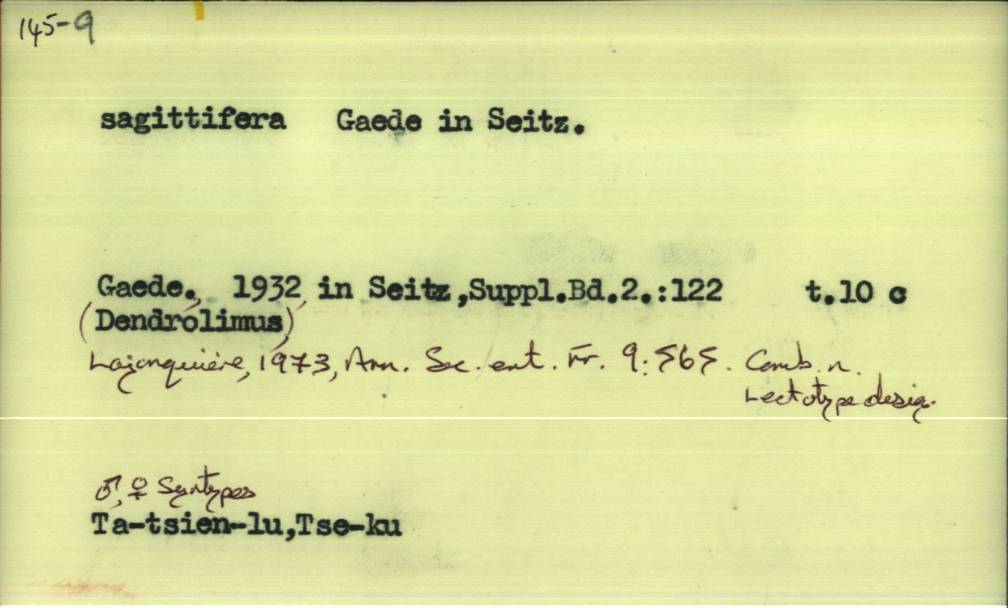 145-9
sagittifera Gaede in Seitz.
Gaede., 1932, in Seitz,Suppl.Bd.2.:122 t.10 c
(Dendrolimus)
Lajonquière, 1973, Ann. Soc. ent. Fr. 9:565. Comb. n.
Lectotype desig.
♂, ♀ Syntypes
Ta-tsien-lu,Tse-ku